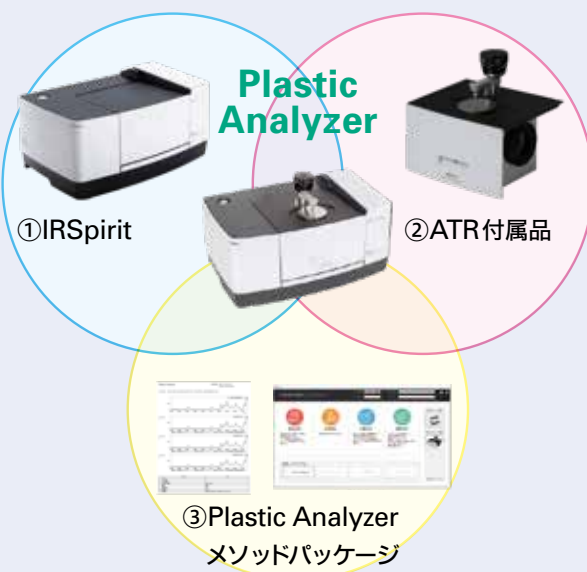 Plastic
Analyzer
①IRSpirit
②ATR付属品
③Plastic Analyzer
メソッドパッケージ